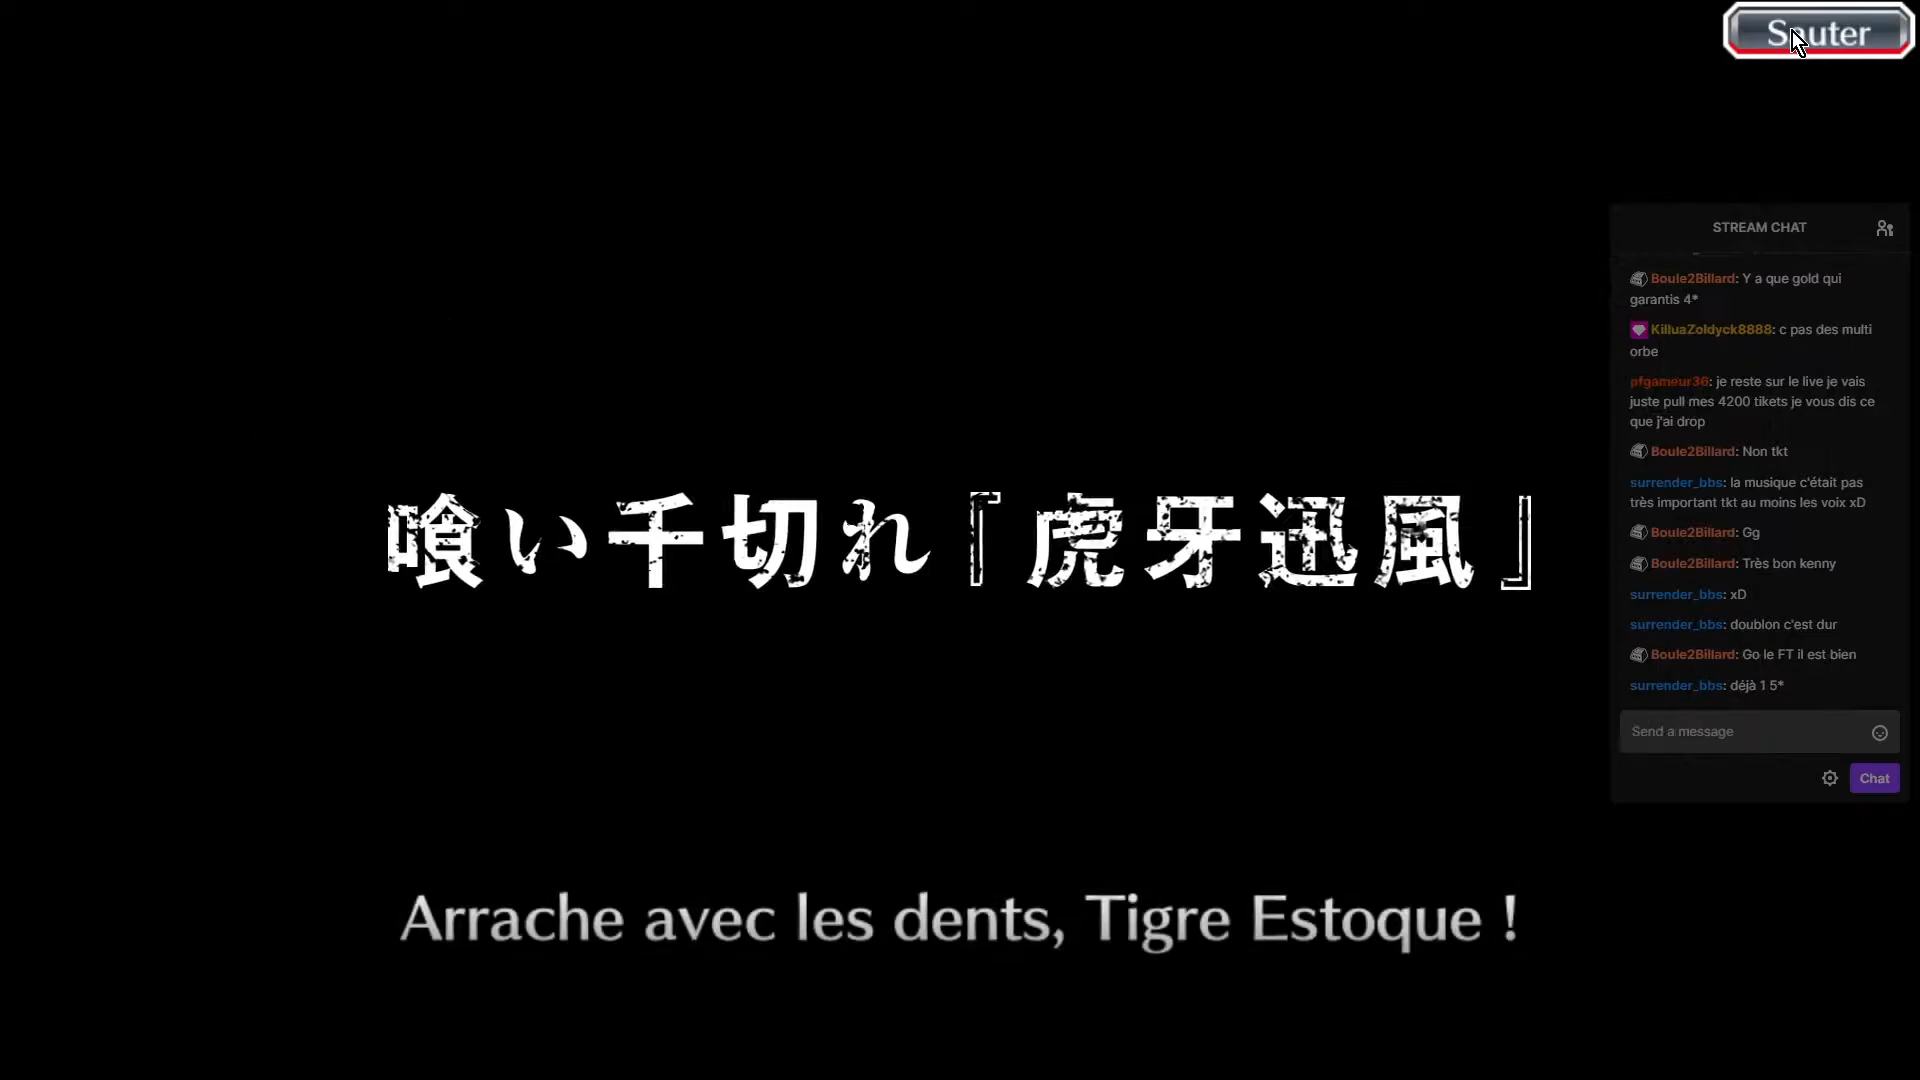 Sauter
STREAM CHAT
Boule2Billard: Y a que gold qui
garantis 4*
KilluaZoldyck8888: c pas des multi
orbe
pfgameur36: je reste sur le live je vais
juste pull mes 4200 tikets je vous dis ce
que j'ai drop
Boule2Billard: Non tkt
surrender_bbs: la musique c'était pas
très important tkt au moins les voix xD
Boule2Billard: Gg
Boule2Billard: Très bon kenny
surrender_bbs: xD
surrender_bbs: doublon c'est dur
Boule2Billard: Go le FT il est bien
surrender_bbs: déjà 1 5*
Send a message
Chat
喰い千切れ『虎牙迅風』
Arrache avec les dents, Tigre Estoque !